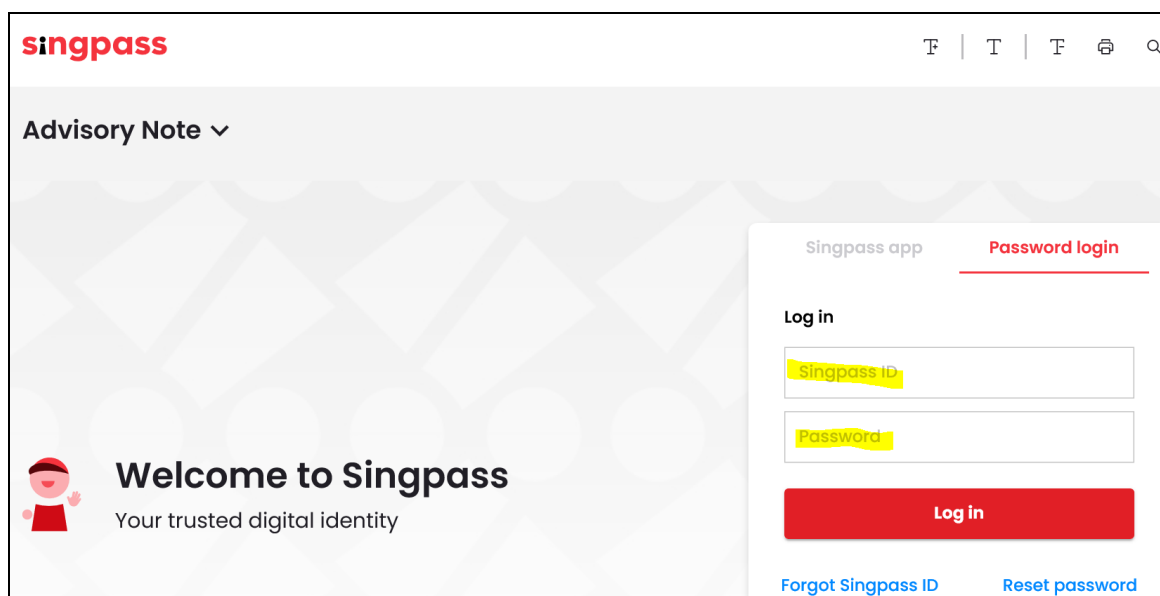 singpass
Advisory Note
Singpass app Password login
Log in
Singpass ID
Password
Log in
Welcome to Singpass
Your trusted digital identity
Forgot Singpass ID Reset password